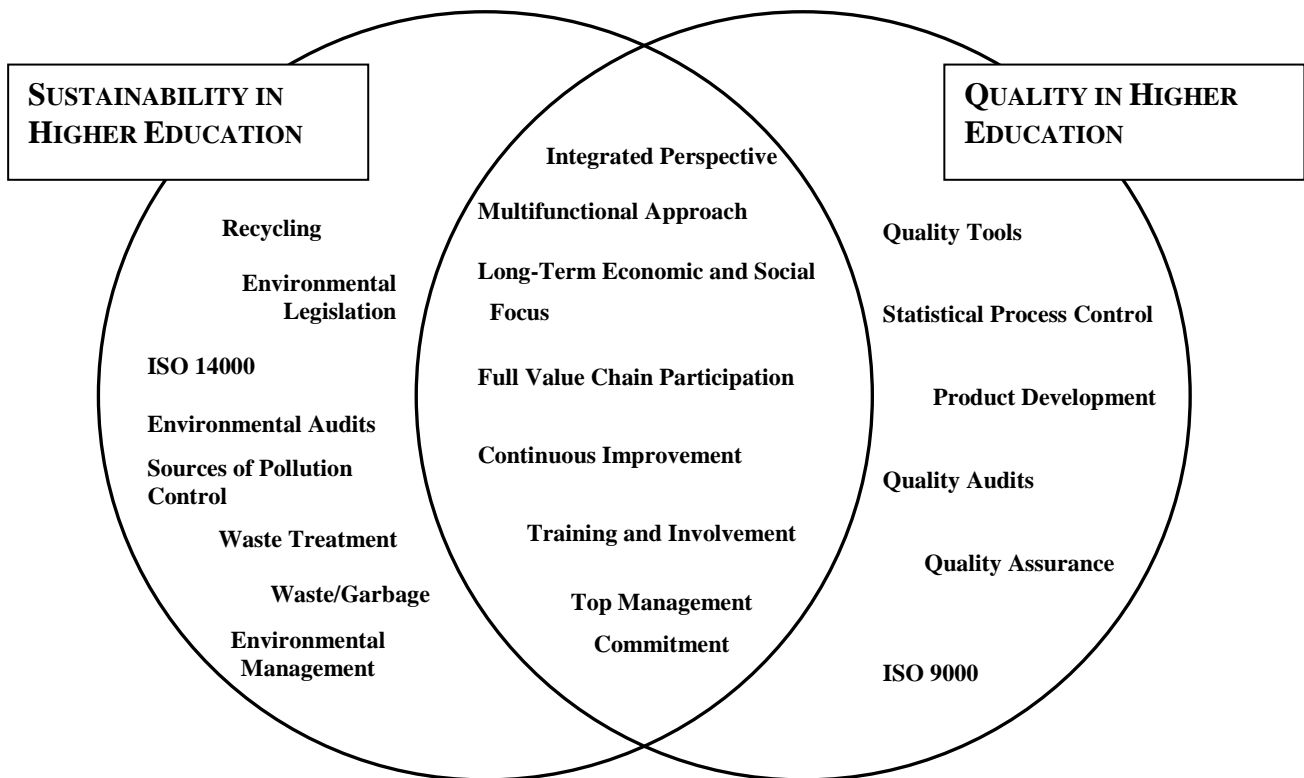 SUSTAINABILITY IN
HIGHER EDUCATION
Recycling
Environmental
Legislation
ISO 14000
Environmental Audits
Sources of Pollution
Control
Waste Treatment
Waste/Garbage
Environmental
Management
Integrated Perspective
Multifunctional Approach
Long-Term Economic and Social
Focus
Full Value Chain Participation
Continuous Improvement
Training and Involvement
Top Management
Commitment
QUALITY IN HIGHER
EDUCATION
Quality Tools
Statistical Process Control
Product Development
Quality Audits
Quality Assurance
ISO 9000